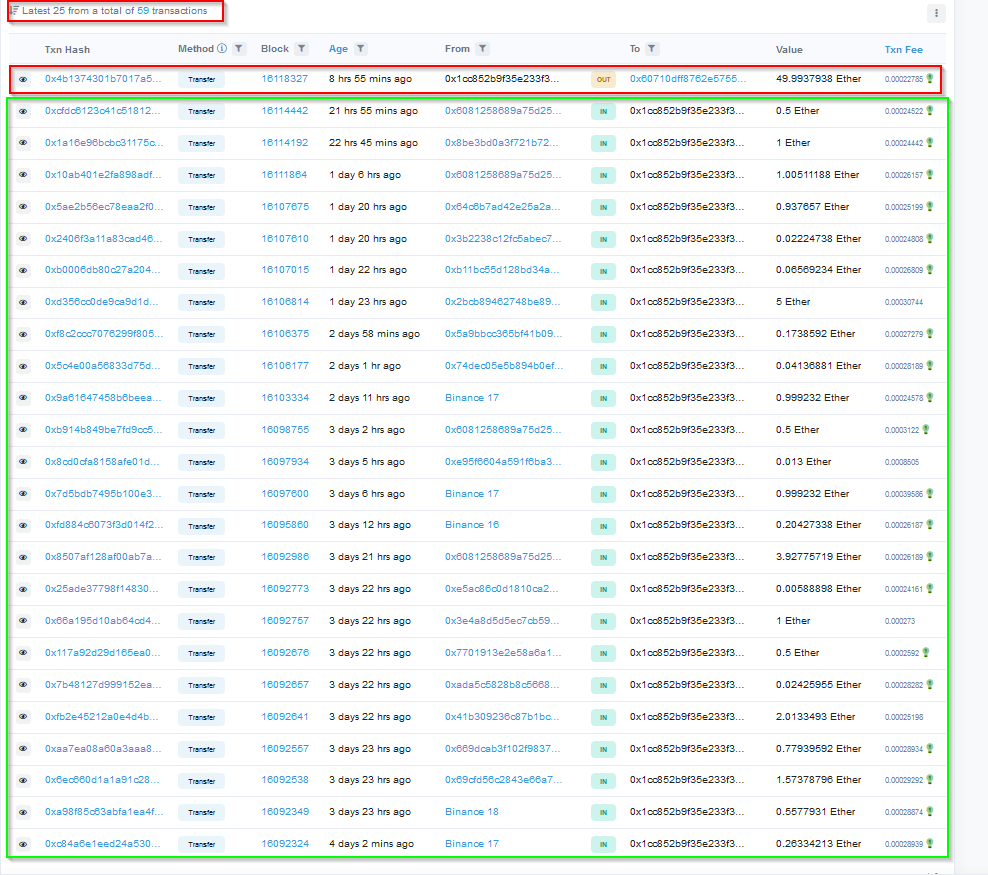 Latest 25 from a total of 59 transactions
Txn Hash Method Block Age From To Value Txn Fee
0x4b1374301b7017a5... Transfer 16118327 8 hrs 55 mins ago 0x1cc852b9f35e233f3... OUT 0x60710dff8762e5755... 49.9937938 Ether 0.00022785
0xcfdc6123c41c51812... Transfer 16114442 21 hrs 55 mins ago 0x6081258689a75d25... IN 0x1cc852b9f35e233f3... 0.5 Ether 0.00024522
0x1a16e96bcbc31175c... Transfer 16114192 22 hrs 45 mins ago 0x8be3bd0a3f721b72... IN 0x1cc852b9f35e233f3... 1 Ether 0.00024442
0x10ab401e2fa898adf... Transfer 16111864 1 day 6 hrs ago 0x6081258689a75d25... IN 0x1cc852b9f35e233f3... 1.00511188 Ether 0.00026157
0x5ae2b56ec78eaa2f0... Transfer 16107675 1 day 20 hrs ago 0x64c6b7ad42e25a2a... IN 0x1cc852b9f35e233f3... 0.937657 Ether 0.00025199
0x2406f3a11a83cad46... Transfer 16107610 1 day 20 hrs ago 0x3b2238c12fc5abec7... IN 0x1cc852b9f35e233f3... 0.02224738 Ether 0.00024808
0xb0006db80c27a204... Transfer 16107015 1 day 22 hrs ago 0xb11bc55d128bd34a... IN 0x1cc852b9f35e233f3... 0.06569234 Ether 0.00026809
0xd356cc0de9ca9d1d... Transfer 16106814 1 day 23 hrs ago 0x2bcb89462748be89... IN 0x1cc852b9f35e233f3... 5 Ether 0.00030744
0xf8c2ccc7076299f805... Transfer 16106375 2 days 58 mins ago 0x5a9bbcc365bf41b09... IN 0x1cc852b9f35e233f3... 0.1738592 Ether 0.00027279
0x5c4e00a56833d75d... Transfer 16106177 2 days 1 hr ago 0x74dec05e5b894b0ef... IN 0x1cc852b9f35e233f3... 0.04136881 Ether 0.00028189
0x9a61647458b6beea... Transfer 16103334 2 days 11 hrs ago Binance 17 IN 0x1cc852b9f35e233f3... 0.999232 Ether 0.00024578
0xb914b849be7fd9cc5... Transfer 16098755 3 days 2 hrs ago 0x6081258689a75d25... IN 0x1cc852b9f35e233f3... 0.5 Ether 0.0003122
0x8cd0cfa8158afe01d... Transfer 16097934 3 days 5 hrs ago 0xe95f6604a591f6ba3... IN 0x1cc852b9f35e233f3... 0.013 Ether 0.0008505
0x7d5bdb7495b100e3... Transfer 16097600 3 days 6 hrs ago Binance 17 IN 0x1cc852b9f35e233f3... 0.999232 Ether 0.00039586
0xfd884c6073f3d014f2... Transfer 16095860 3 days 12 hrs ago Binance 16 IN 0x1cc852b9f35e233f3... 0.20427338 Ether 0.00026187
0x8507af128af00ab7a... Transfer 16092986 3 days 21 hrs ago 0x6081258689a75d25... IN 0x1cc852b9f35e233f3... 3.92775719 Ether 0.00026189
0x25ade37798f14830... Transfer 16092773 3 days 22 hrs ago 0xe5ac86c0d1810ca2... IN 0x1cc852b9f35e233f3... 0.00588898 Ether 0.00024161
0x66a195d10ab64cd4... Transfer 16092757 3 days 22 hrs ago 0x3e4a8d5d5ec7cb59... IN 0x1cc852b9f35e233f3... 1 Ether 0.000273
0x117a92d29d165ea0... Transfer 16092676 3 days 22 hrs ago 0x7701913e2e58a6a1... IN 0x1cc852b9f35e233f3... 0.5 Ether 0.0002592
0x7b48127d999152ea... Transfer 16092657 3 days 22 hrs ago 0xada5c5828b8c5668... IN 0x1cc852b9f35e233f3... 0.02425955 Ether 0.00028282
0xfb2e45212a0e4d4b... Transfer 16092641 3 days 22 hrs ago 0x41b309236c87b1bc... IN 0x1cc852b9f35e233f3... 2.0133493 Ether 0.00025198
0xaa7ea08a60a3aaa8... Transfer 16092557 3 days 23 hrs ago 0x669dcab3f102f9837... IN 0x1cc852b9f35e233f3... 0.77939592 Ether 0.00028934
0x6ec660d1a1a91c28... Transfer 16092538 3 days 23 hrs ago 0x69cfd56c2843e66a7... IN 0x1cc852b9f35e233f3... 1.57378796 Ether 0.00029292
0xa98f85c63abfa1ea4f... Transfer 16092349 3 days 23 hrs ago Binance 18 IN 0x1cc852b9f35e233f3... 0.5577931 Ether 0.00028874
0xc84a6e1eed24a530... Transfer 16092324 4 days 2 mins ago Binance 17 IN 0x1cc852b9f35e233f3... 0.26334213 Ether 0.00028939